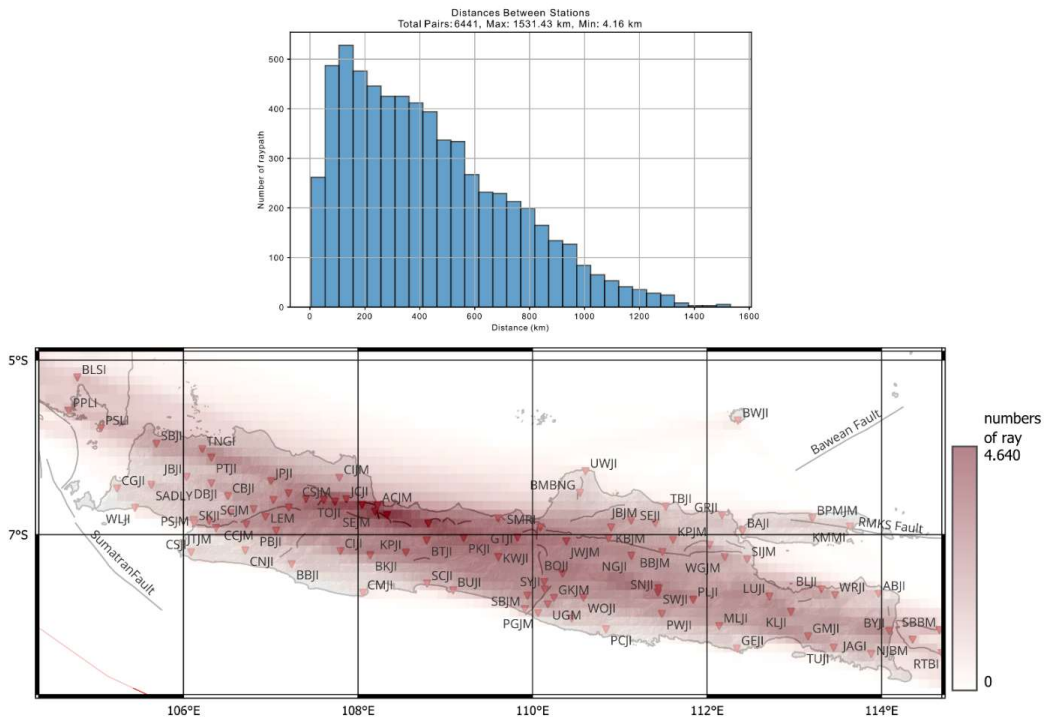 Distances Between Stations
Total Pairs: 6441, Max: 1531.43 km, Min: 4.16 km
Number of raypath
500
400
300
200
100
0
0 200 400 600 800 1000 1200 1400 1600
Distance (km)
5°S
7°S
106°E 108°E 110°E 112°E 114°E
BLSI
PPLI
PSLI
SBJI
TNGI
BWJI
Bawean Fault
UWJI
JBJI
PTJI
JPJI
CIJM
CGJI
SADLY
DBJI
CBJI
CSJM
JCJI
ACJM
BMBNG
TBJI
GRJI
WLJI
PSJM
SKJI
SCJM
LEM
TOJI
SEJM
SMRI
JBJM
SEJI
BAJI
BPMJM
RMKS Fault
KMMI
CSJI
JTJM
CCJM
PBJI
CIJI
KPJI
BTJI
PKJI
GTJI
KBJM
KPJM
SumatranFault
CNJI
BBJI
BKJI
KWJI
BOJI
JWJM
NGJI
BBJM
WGJM
SIJM
CMJI
SCJI
BUJI
SYJI
GKJM
SNJI
SWJI
PLJI
LUJI
BLJI
WRJI
ABJI
SBJM
PGJM
UGM
WOJI
PCJI
PWJI
MLJI
GEJI
KLJI
GMJI
TUJI
JAGI
BYJI
NJBM
SBBM
RTBI
numbers
of ray
4.640
0